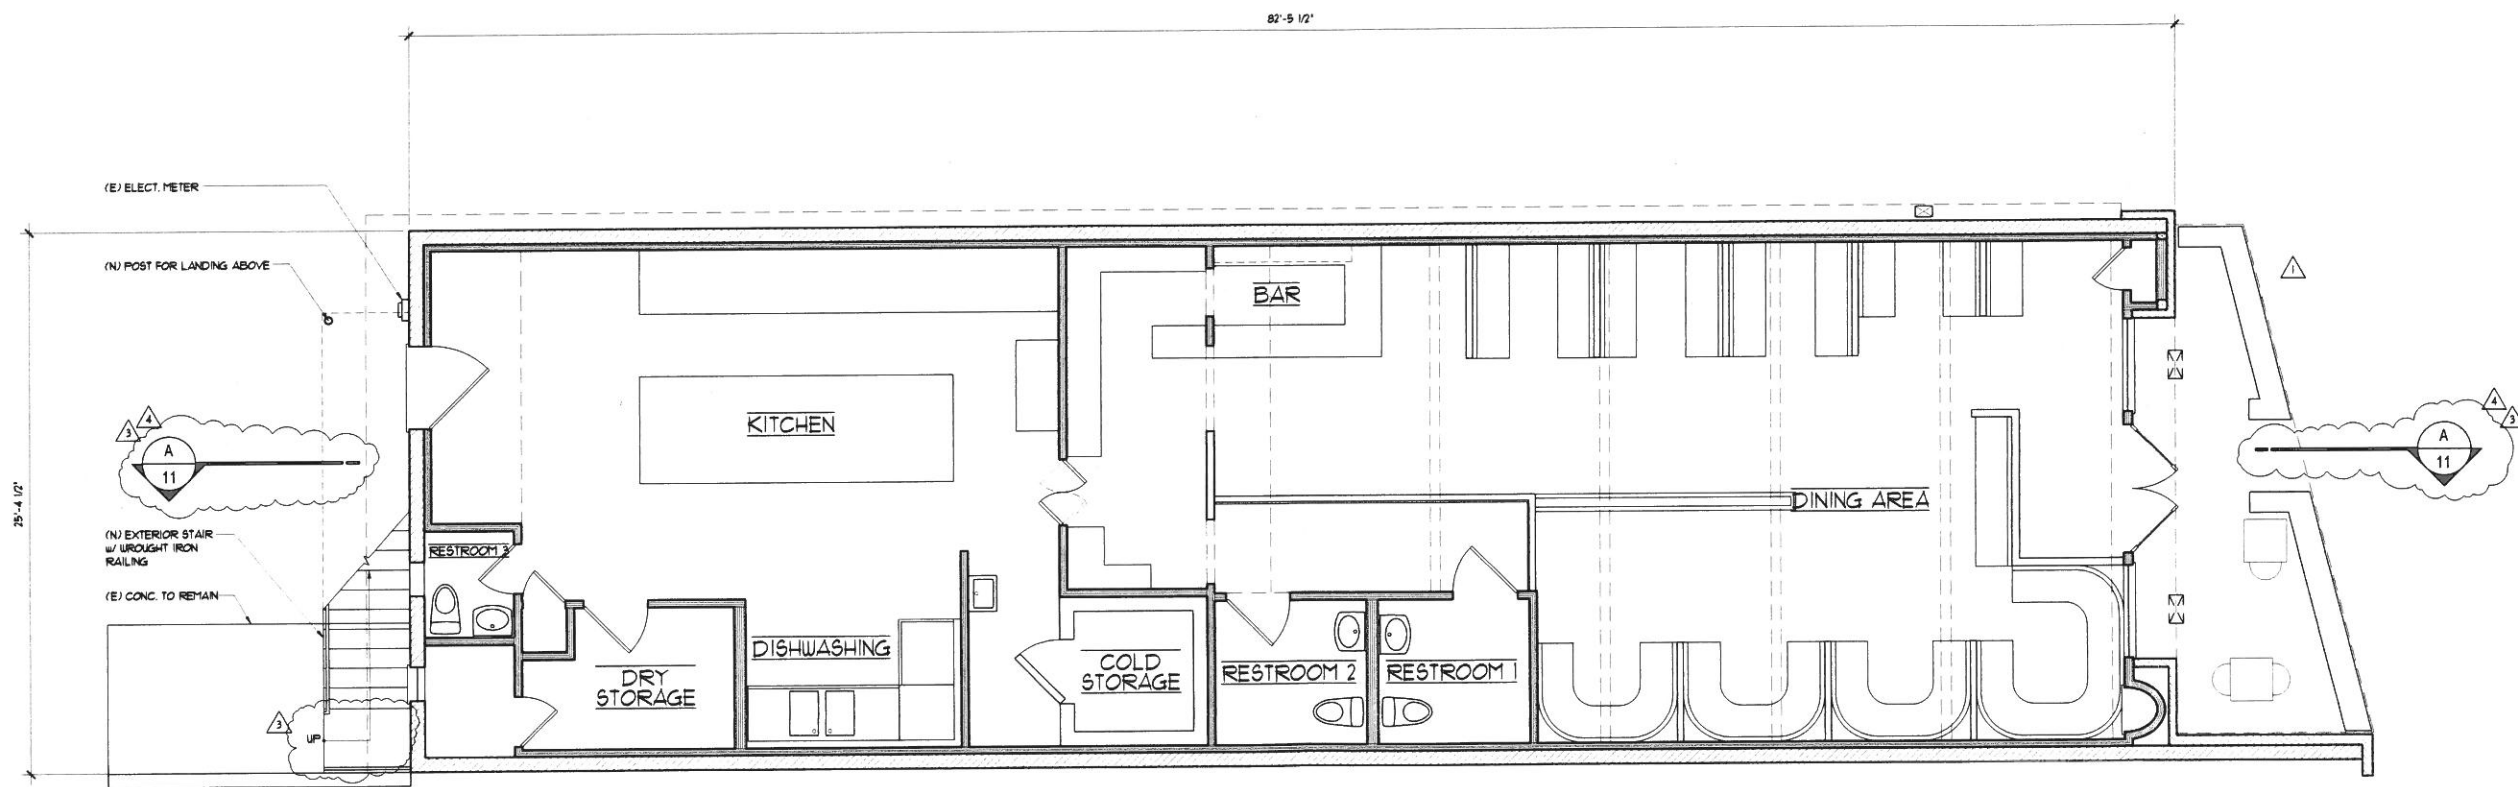 82'-5 1/2"
(E) ELECT. METER
(N) POST FOR LANDING ABOVE
1
BAR
KITCHEN
3
4
A
11
4
3
A
11
25'-4 1/2"
DINING AREA
(N) EXTERIOR STAIR
W/ WROUGHT IRON
RAILING
RESTROOM 3
(E) CONC. TO REMAIN
DISHWASHING
COLD
STORAGE
RESTROOM 2
RESTROOM 1
DRY
STORAGE
3
UP